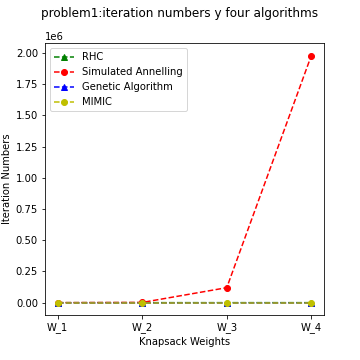 problem1:iteration numbers y four algorithms
1e6
2.00
1.75
1.50
1.25
1.00
0.75
0.50
0.25
0.00
Iteration Numbers
RHC
Simulated Annelling
Genetic Algorithm
MIMIC
W_1 W_2 W_3 W_4
Knapsack Weights